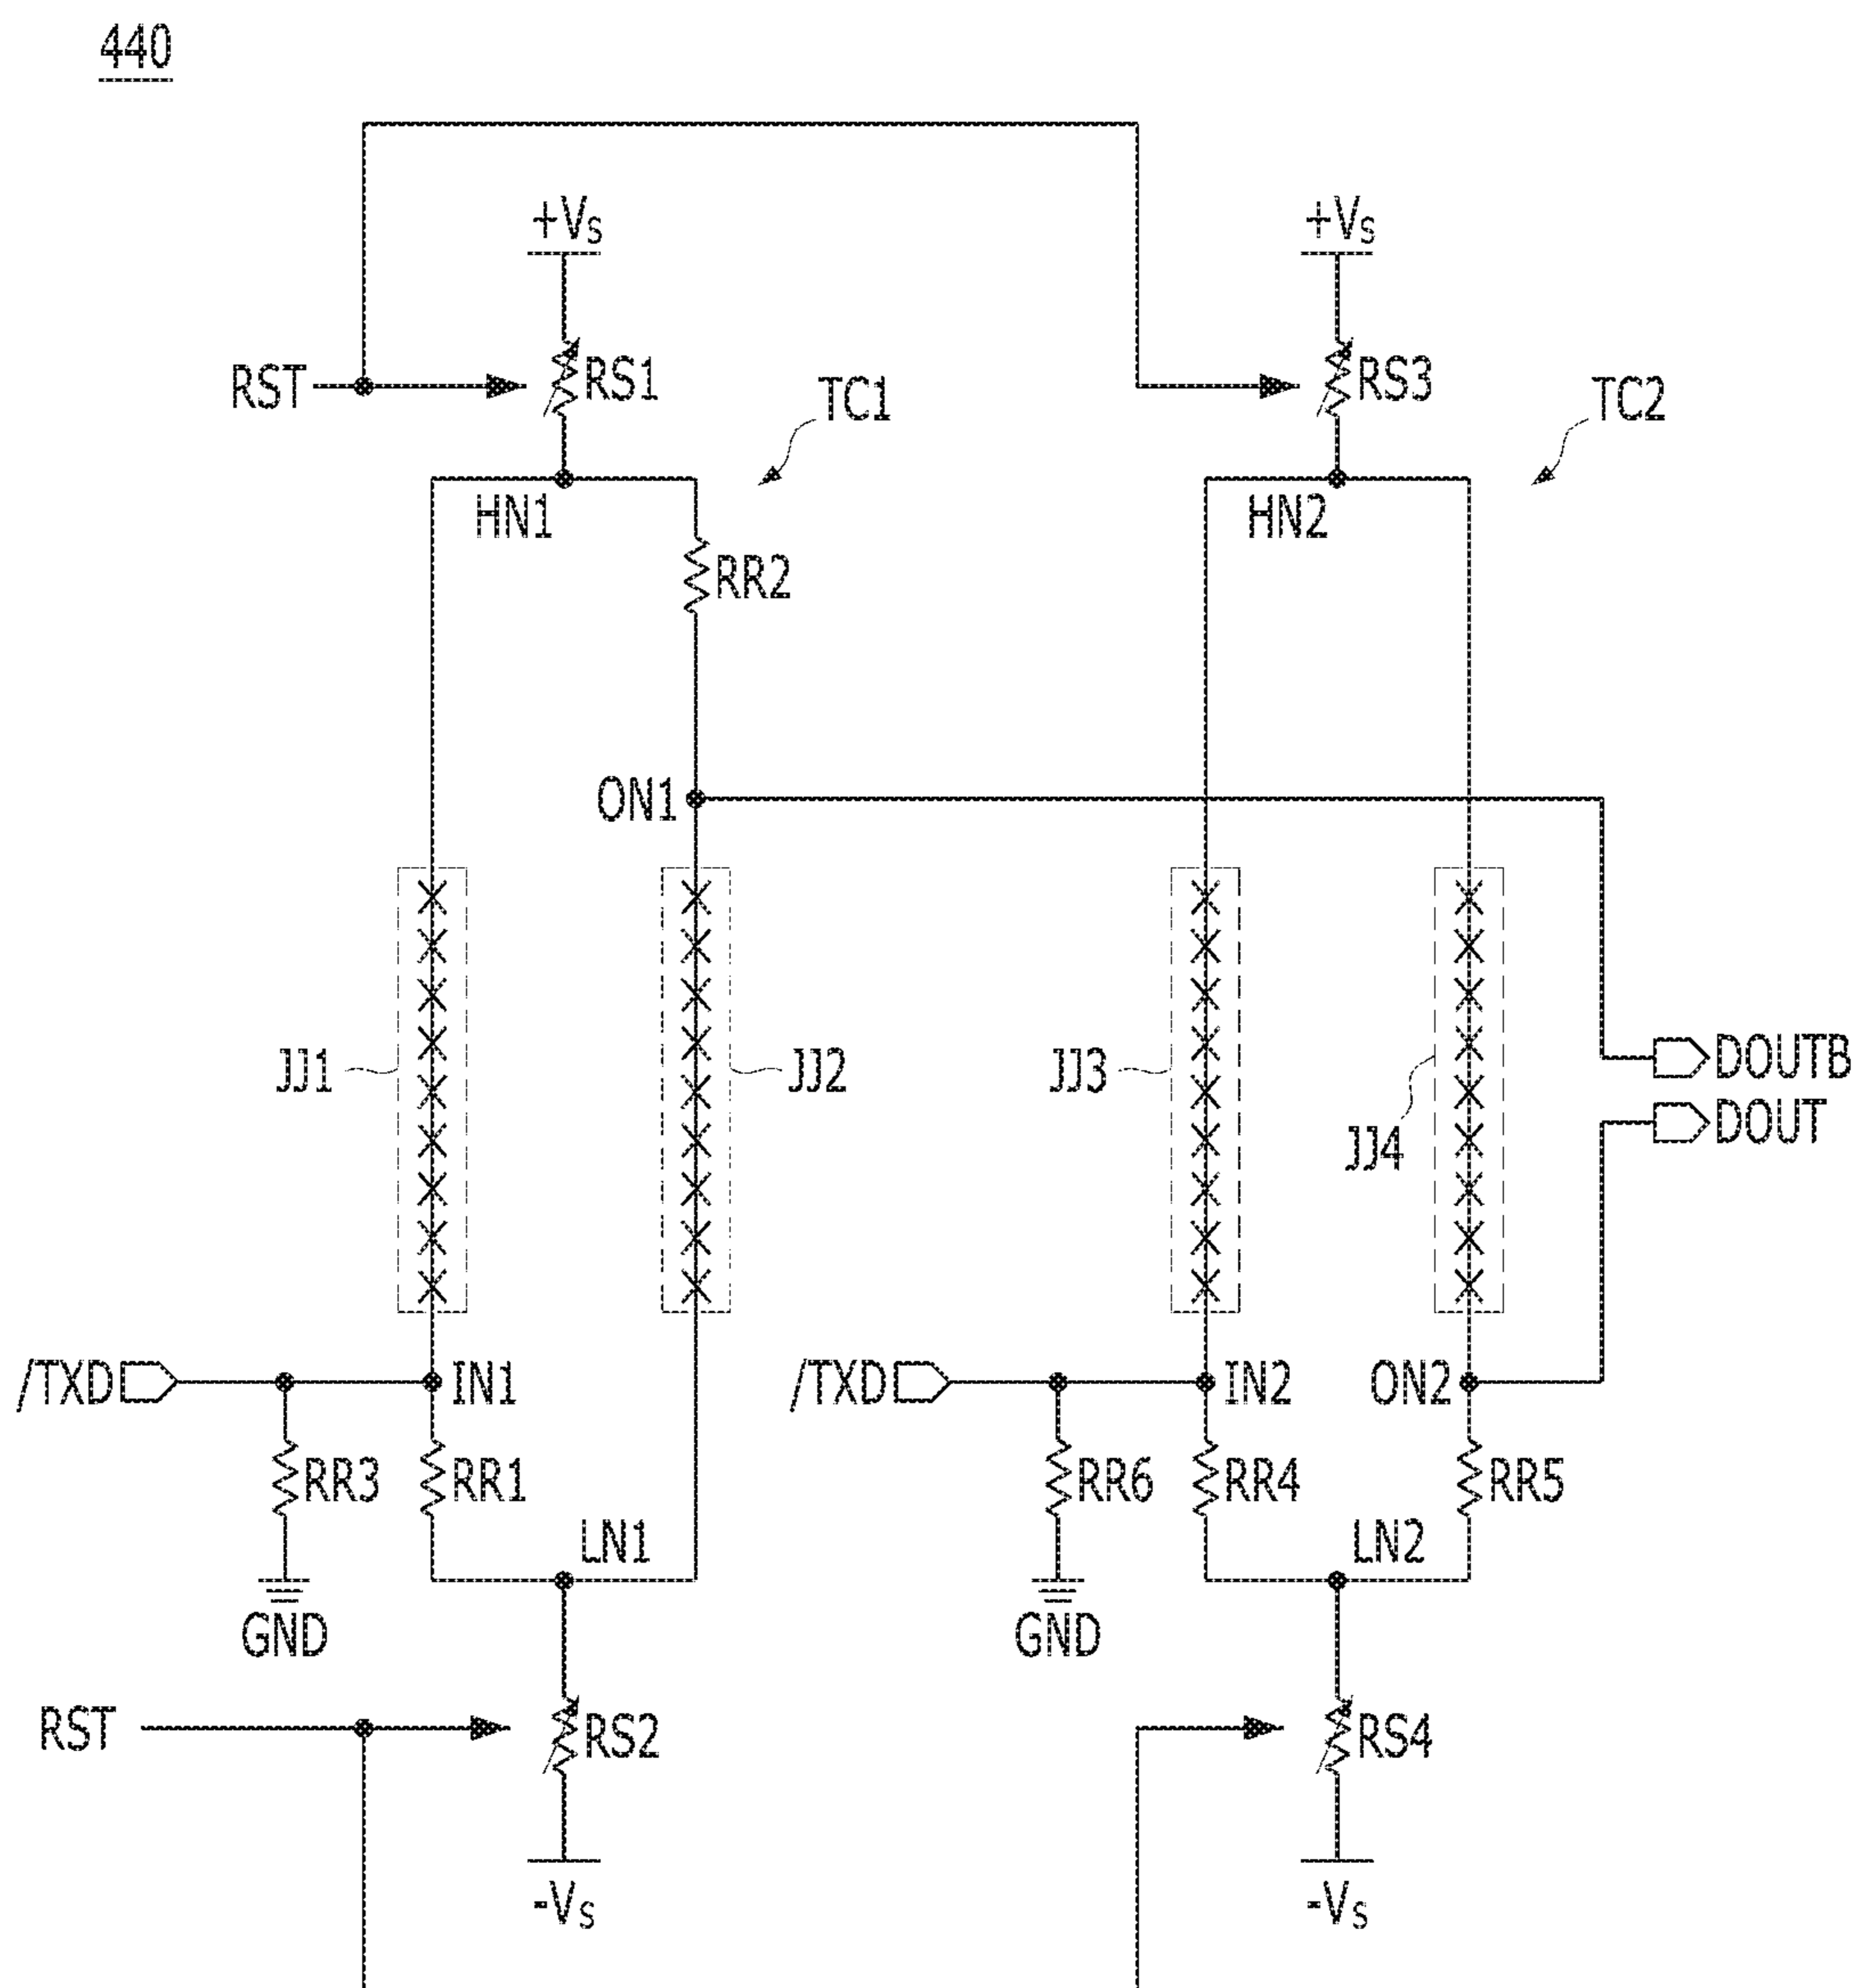 440
+VS +VS
RST RS1 TC1 RS3 TC2
HN1 HN2
RR2
ON1
JJ1 JJ2 JJ3 JJ4 DOUTB
DOUT
/TXD IN1 /TXD IN2 ON2
RR3 RR1 RR6 RR4 RR5
LN1 LN2
GND GND
RST RS2 RS4
-VS -VS